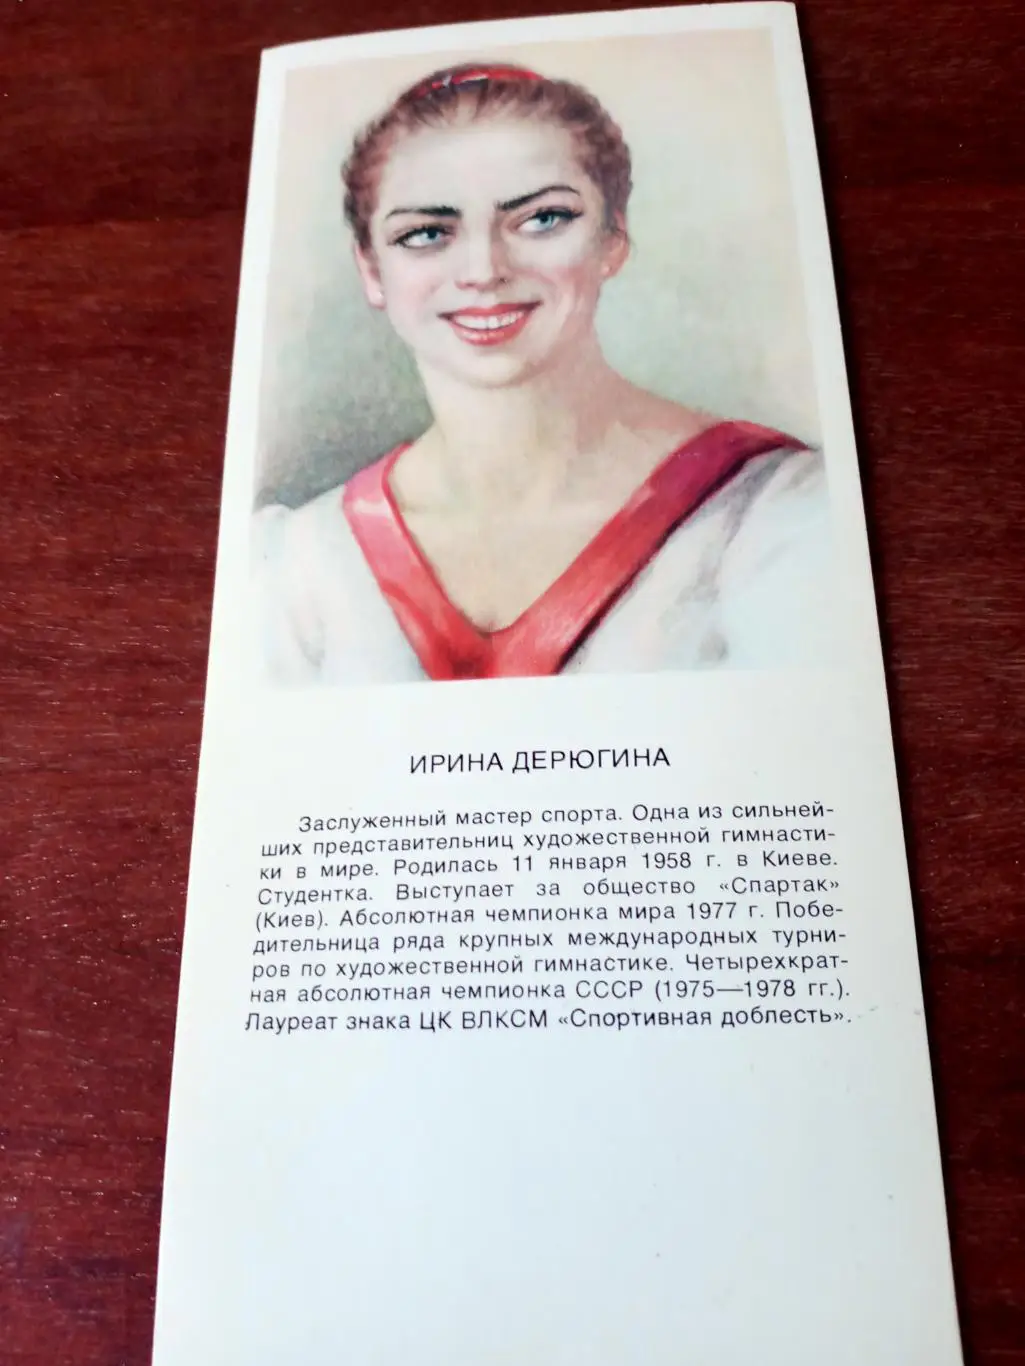 ИРИНА ДЕРЮГИНА
Заслуженный мастер спорта. Одна из сильней-
ших представительниц художественной гимнасти-
ки в мире. Родилась 11 января 1958 г. в Киеве.
Студентка. Выступает за общество «Спартак»
(Киев). Абсолютная чемпионка мира 1977 г. Побе-
дительница ряда крупных международных турни-
ров по художественной гимнастике. Четырехкрат-
ная абсолютная чемпионка СССР (1975—1978 гг.).
Лауреат знака ЦК ВЛКСМ «Спортивная доблесть».